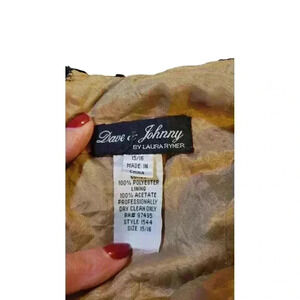 Dave & Johnny
BY LAURA RYNER
15/16
MADE IN
CHINA
100% POLYESTER
LINING
100% ACETATE
PROFESSIONALLY
DRY CLEAN ONLY
RN# 97495
STYLE 1544
SIZE 15/16